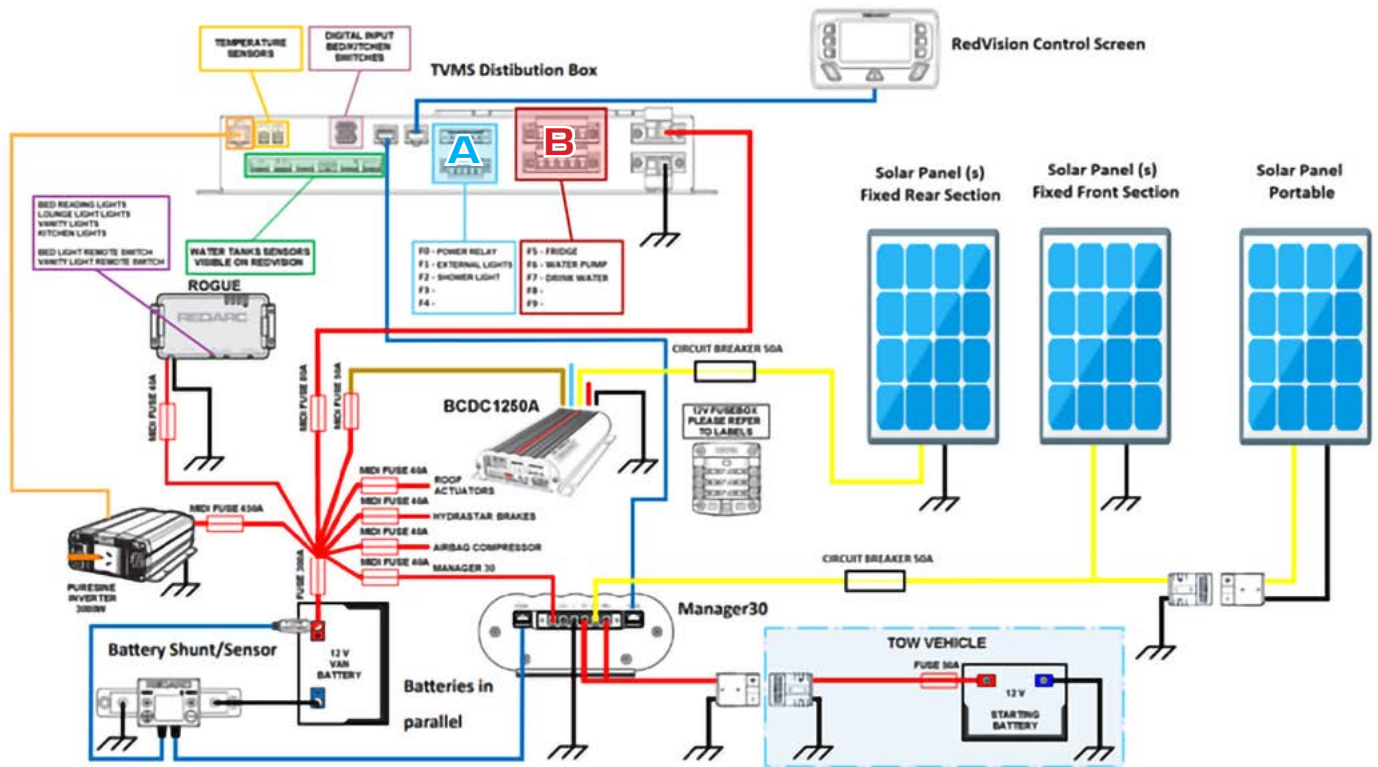 TEMPERATURE
SENSORS
DIGITAL INPUT
BED/KITCHEN
SWITCHES
TVMS Distibution Box
RedVision Control Screen
A
B
BED READING LIGHTS
LOUNGE LIGHT LIGHTS
VANITY LIGHTS
KITCHEN LIGHTS
BED LIGHT REMOTE SWITCH
VANITY LIGHT REMOTE SWITCH
WATER TANKS SENSORS
VISIBLE ON REDVISION
F0 - POWER RELAY
F1 - EXTERNAL LIGHTS
F2 - SHOWER LIGHT
F3 -
F4 -
F5 - FRIDGE
F6 - WATER PUMP
F7 - DRINK WATER
F8 -
F9 -
Solar Panel (s)
Fixed Rear Section
Solar Panel (s)
Fixed Front Section
Solar Panel
Portable
ROGUE
REDARC
MIDI FUSE 40A
MIDI FUSE 80A
MIDI FUSE 50A
CIRCUIT BREAKER 50A
BCDC1250A
12V FUSEBOX
PLEASE REFER
TO LABELS
MIDI FUSE 40A
ROOF
ACTUATORS
MIDI FUSE 40A
HYDRASTAR BRAKES
MIDI FUSE 40A
AIRBAG COMPRESSOR
MIDI FUSE 40A
MANAGER 30
MIDI FUSE 450A
PURESINE
INVERTER
3000W
FUSE 300A
CIRCUIT BREAKER 50A
Manager30
Battery Shunt/Sensor
REDARC
12 V
VAN
BATTERY
Batteries in
parallel
TOW VEHICLE
FUSE 50A
12 V
STARTING
BATTERY